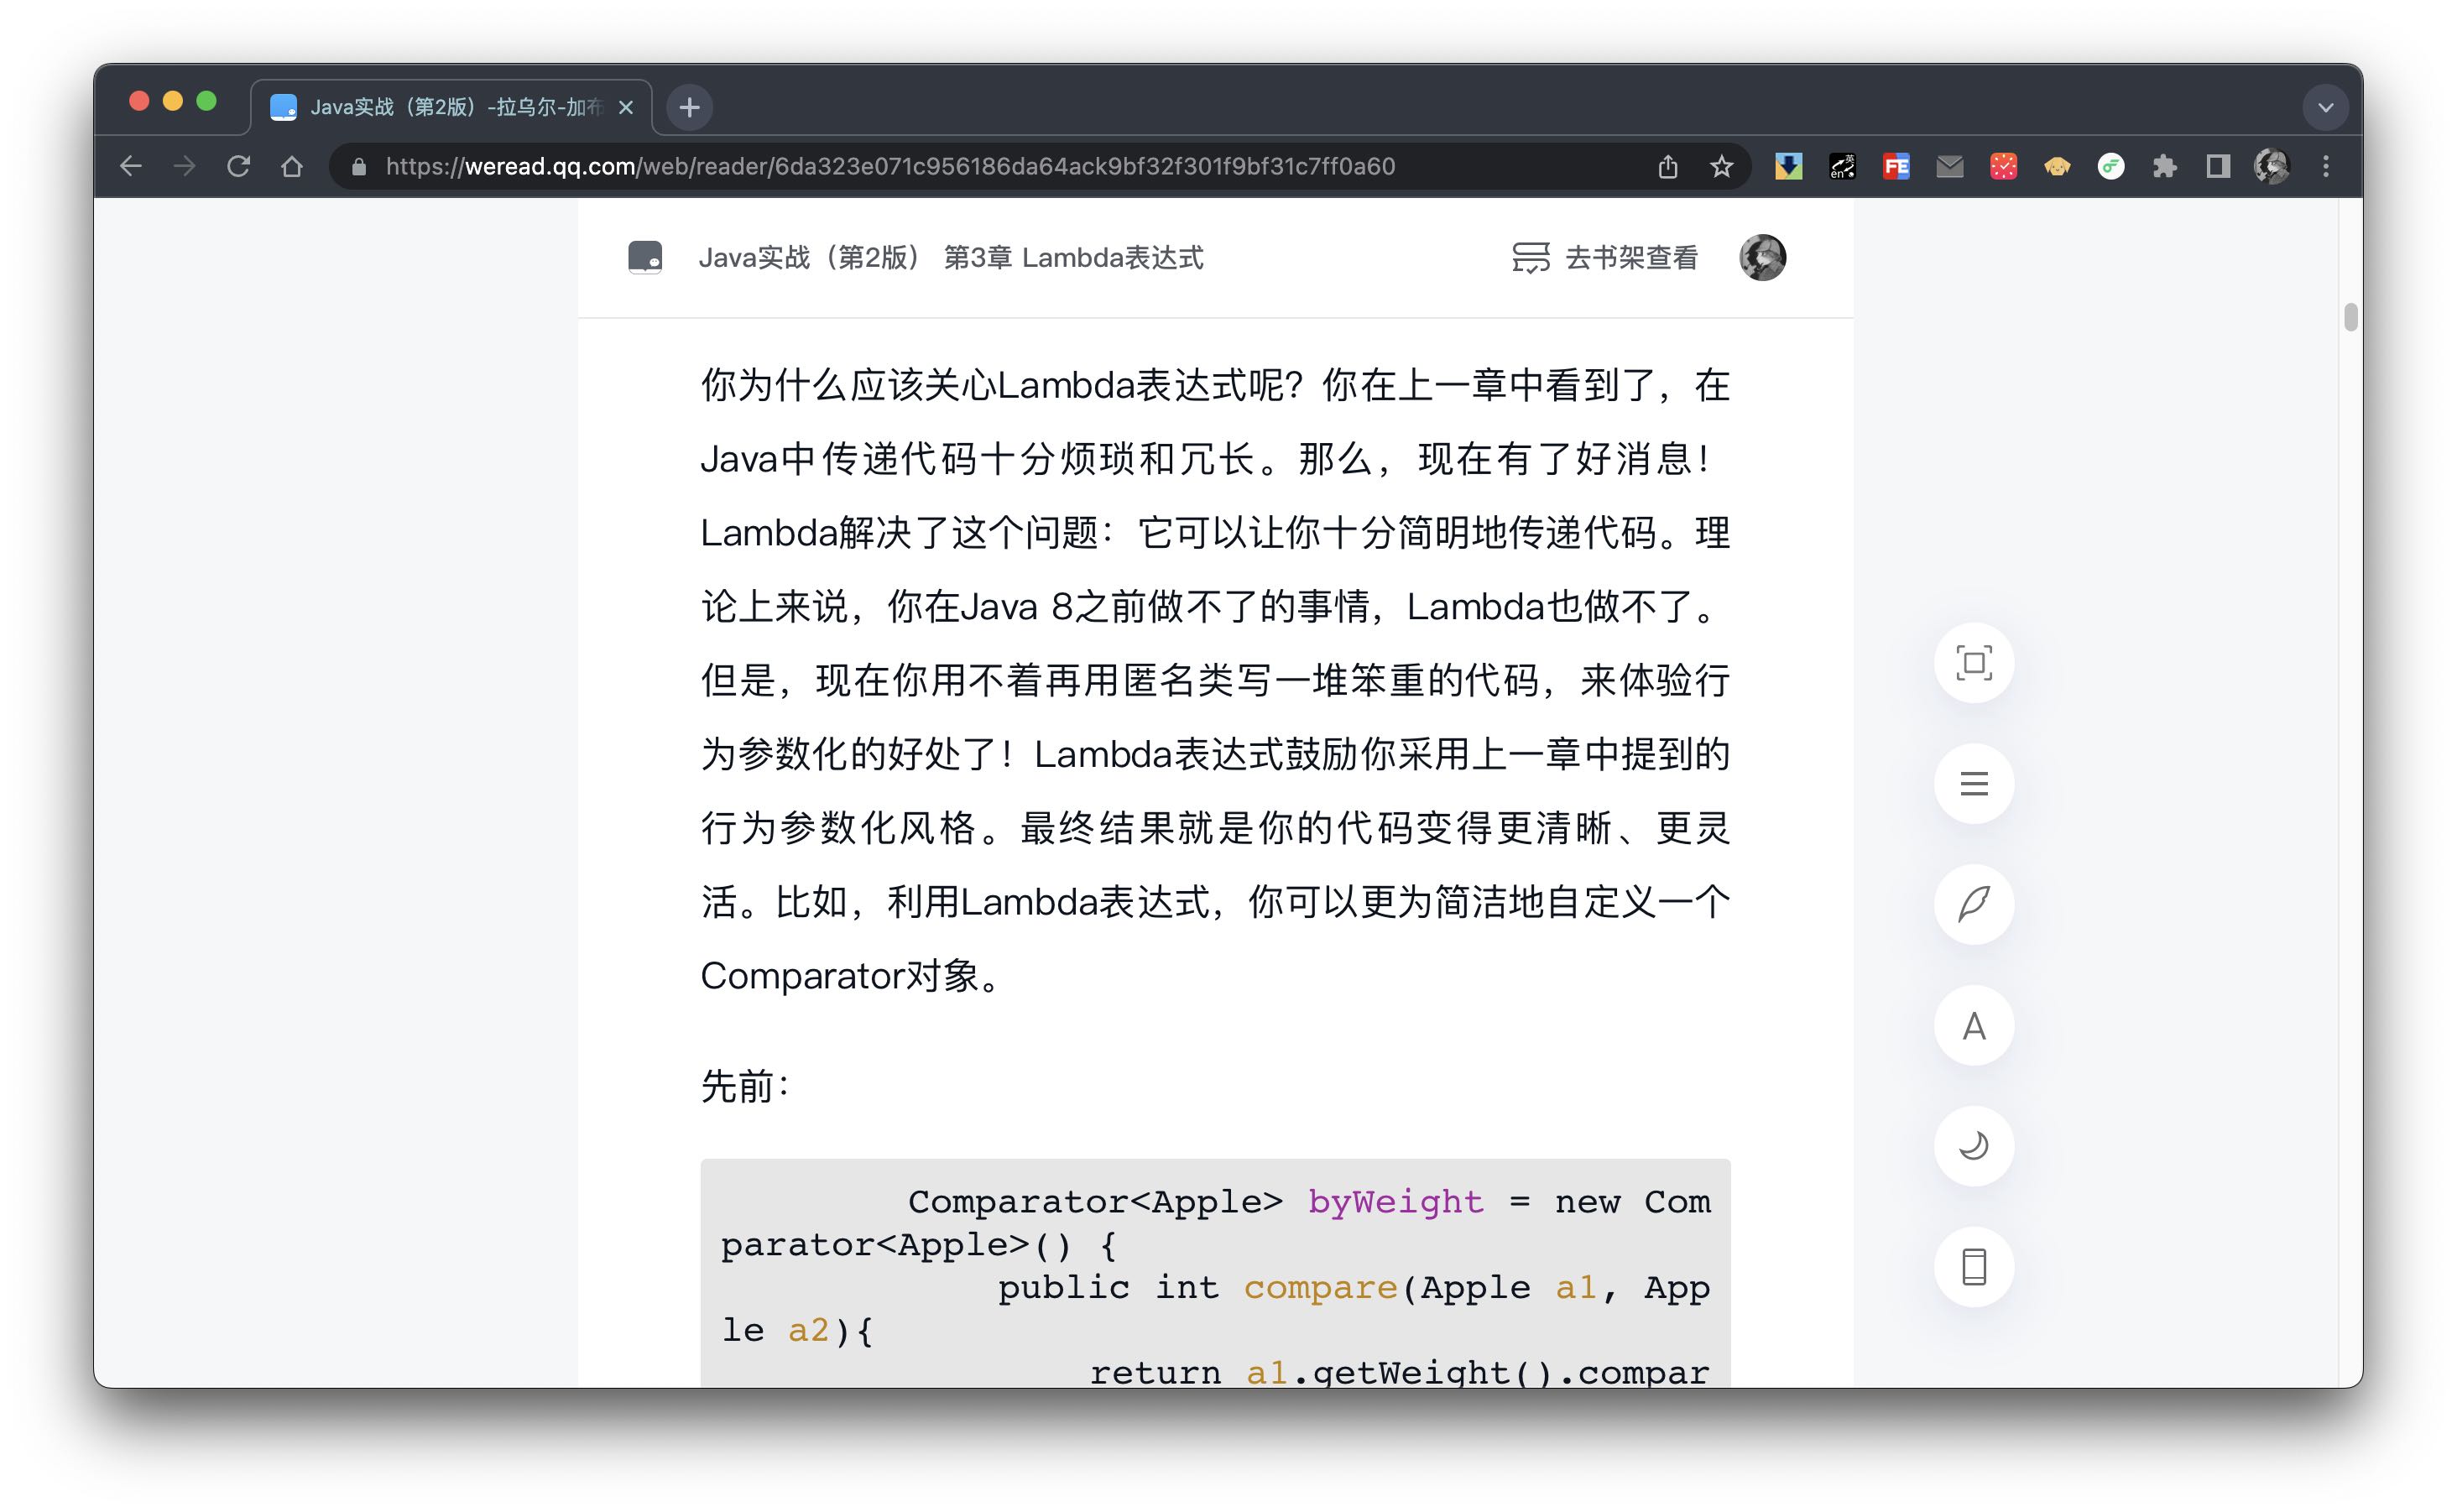 Java实战（第2版）-拉乌尔-加布
https://weread.qq.com/web/reader/6da323e071c956186da64ack9bf32f301f9bf31c7ff0a60
英
en
FE
Java实战（第2版） 第3章 Lambda表达式
去书架查看
你为什么应该关心Lambda表达式呢？你在上一章中看到了，在
Java中传递代码十分烦琐和冗长。那么，现在有了好消息！
Lambda解决了这个问题：它可以让你十分简明地传递代码。理
论上来说，你在Java 8之前做不了的事情，Lambda也做不了。
但是，现在你用不着再用匿名类写一堆笨重的代码，来体验行
为参数化的好处了！Lambda表达式鼓励你采用上一章中提到的
行为参数化风格。最终结果就是你的代码变得更清晰、更灵
活。比如，利用Lambda表达式，你可以更为简洁地自定义一个
Comparator对象。
先前：
Comparator<Apple> byWeight = new Com
parator<Apple>() {
public int compare(Apple a1, App
le a2){
return a1.getWeight().compar
A